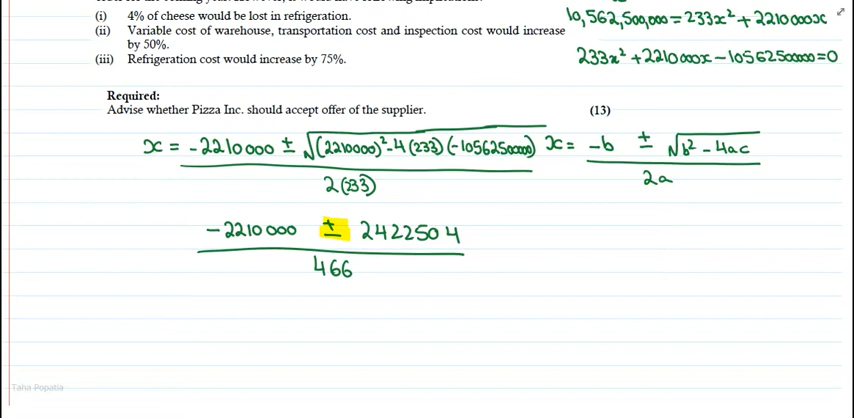 (i) 4% of cheese would be lost in refrigeration.
(ii) Variable cost of warehouse, transportation cost and inspection cost would increase
by 50%.
(iii) Refrigeration cost would increase by 75%.
10,562,500,000 = 233x² + 2210000x
233x² + 2210000x - 10562500000 = 0
Required:
Advise whether Pizza Inc. should accept offer of the supplier. (13)
x = -2210000 ± √(2210000)² - 4(233)(-10562500000) x = -b ± √b² - 4ac
2(233) 2a
-2210000 ± 2422504
466
Taha Popatia